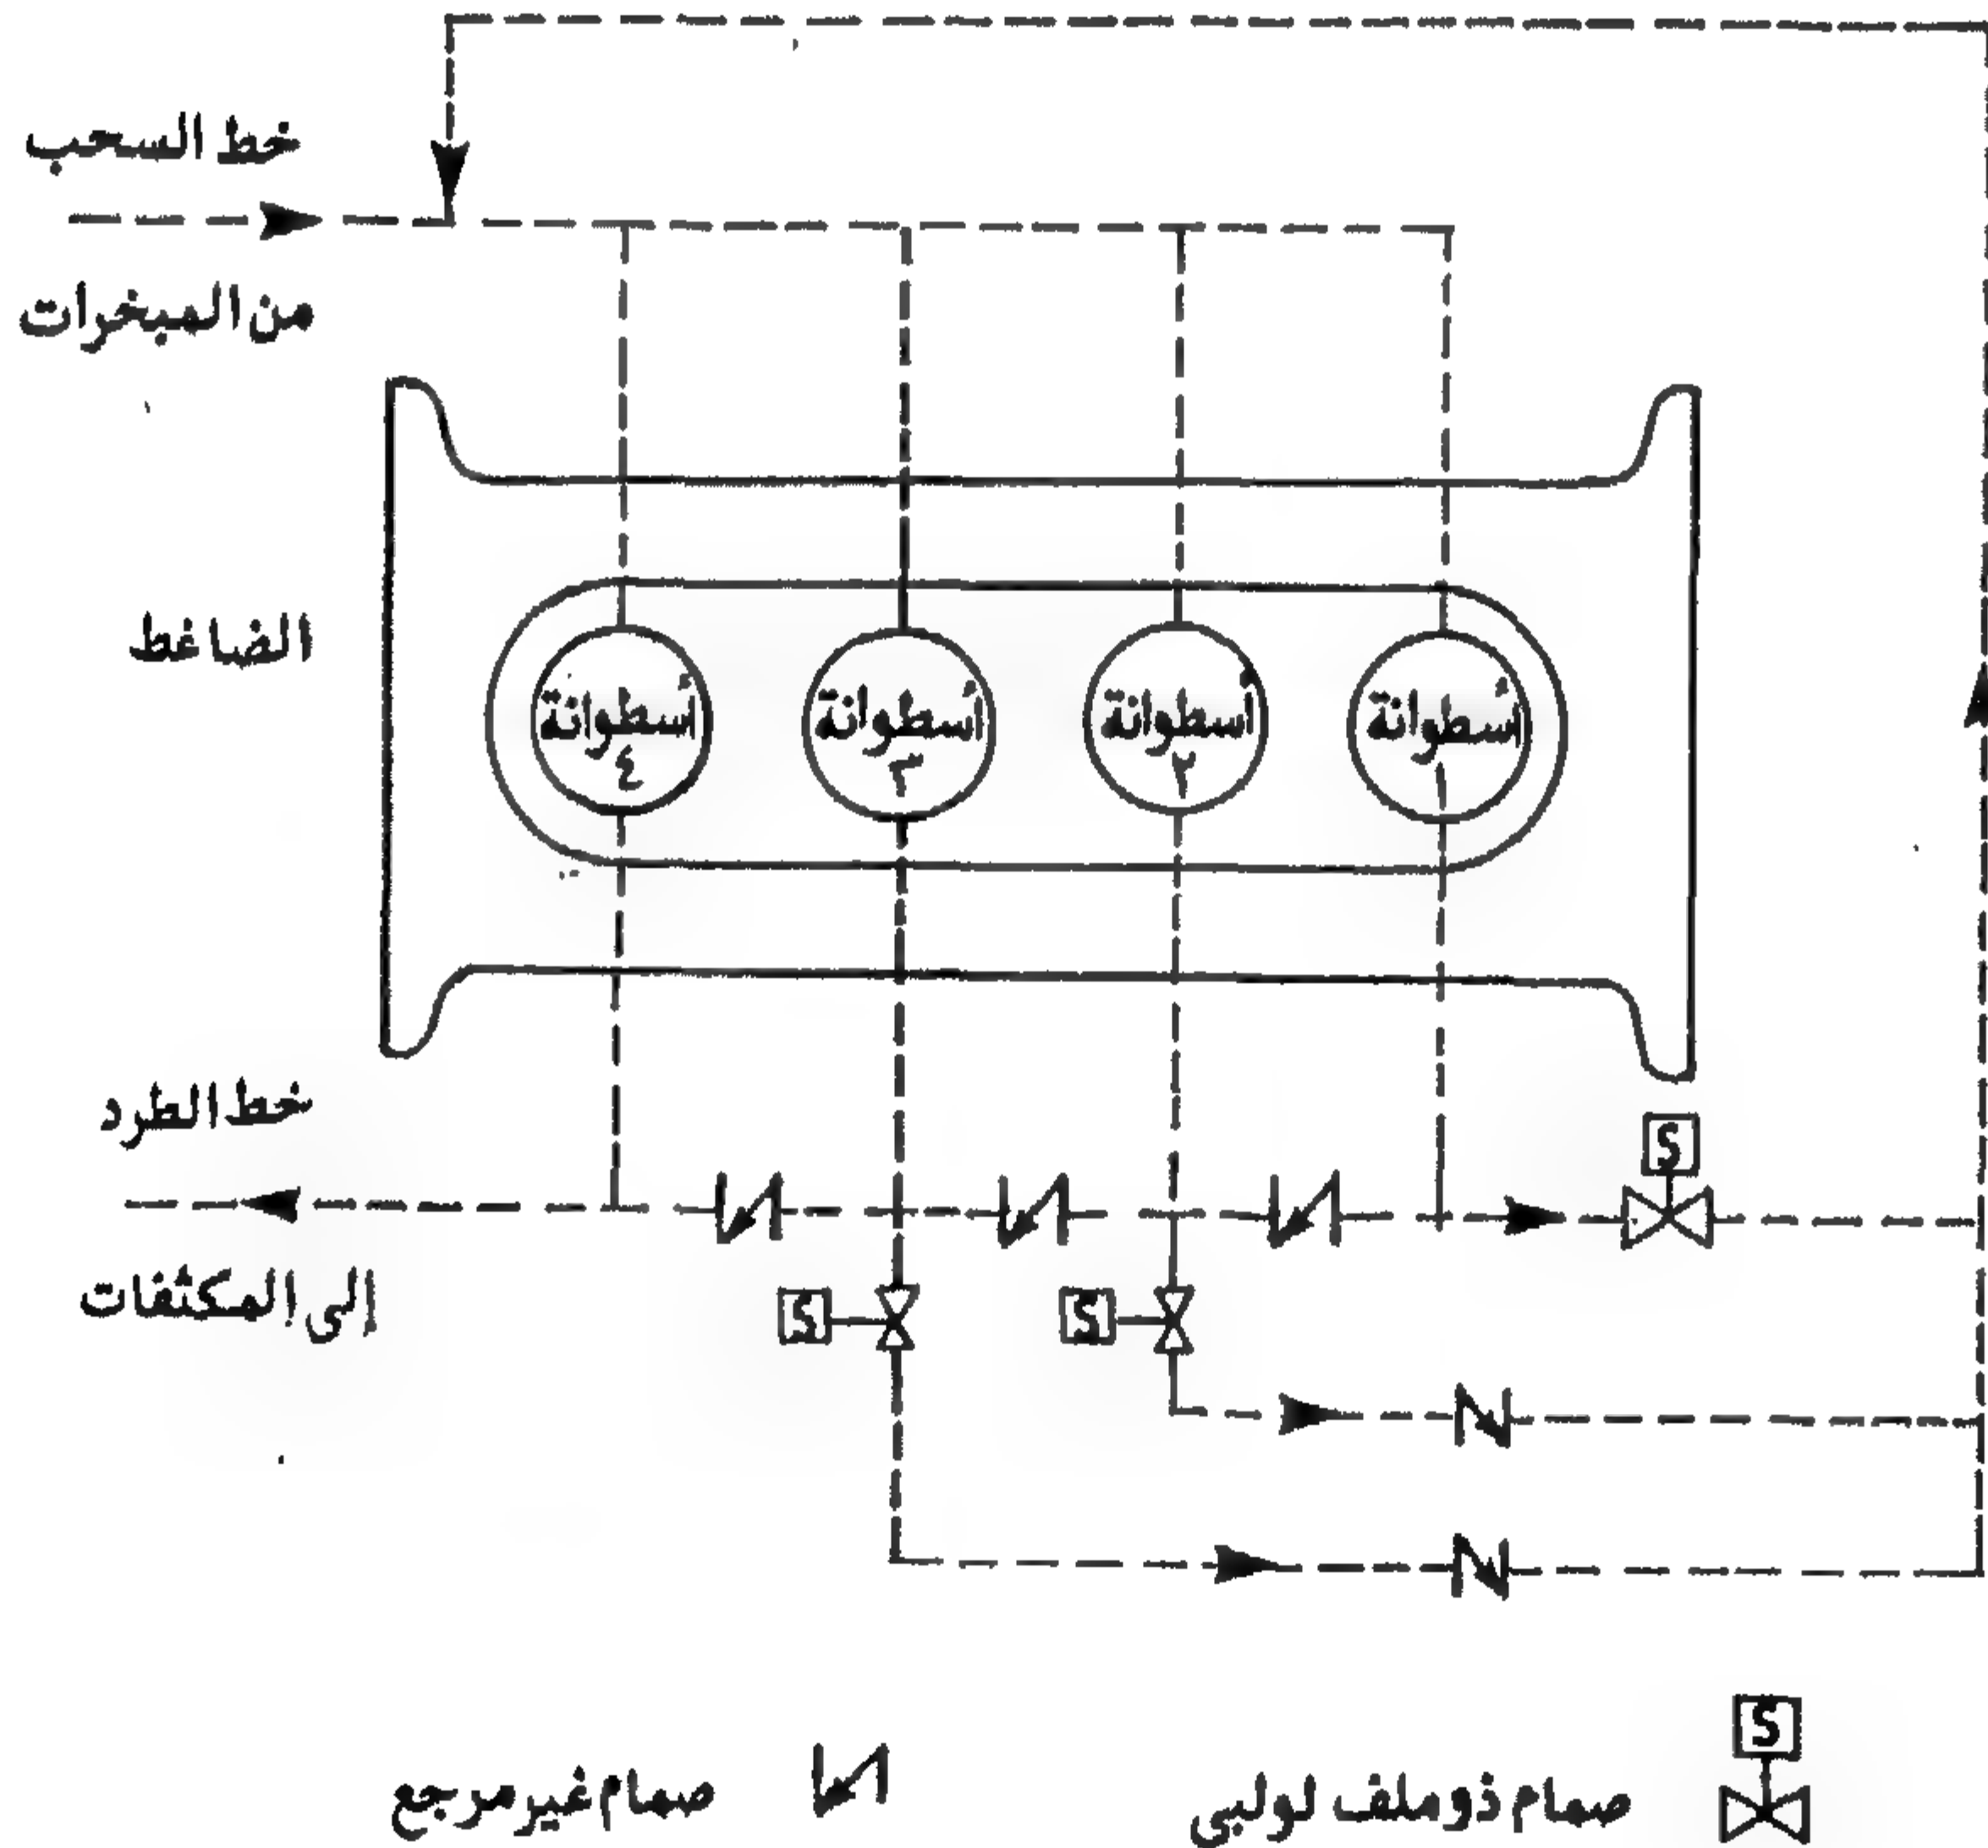 خط السحب
من المبخرات
الضاغط
أسطوانة
١
أسطوانة
٢
أسطوانة
٣
أسطوانة
٤
خط الطرد
إلى المكثفات
S
S
S
S
صمام ذو ملف لولبى
صمام غير مرجع